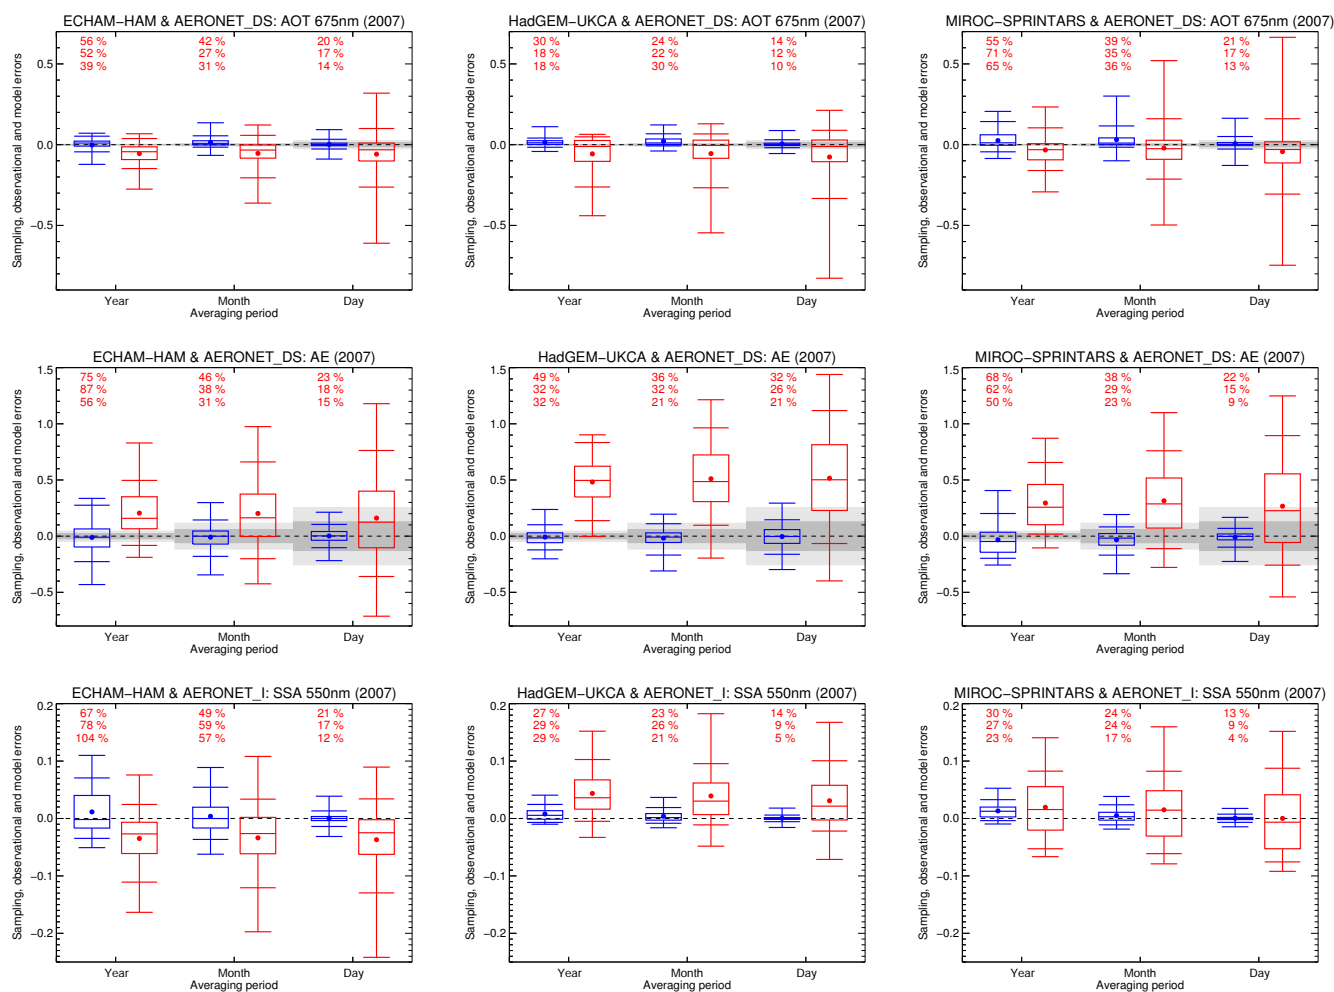 ECHAM−HAM & AERONET_DS: AOT 675nm (2007)
56 % 42 % 20 %
52 % 27 % 17 %
39 % 31 % 14 %
0.5
0.0
−0.5
Sampling, observational and model errors
Year Month Day
Averaging period
HadGEM−UKCA & AERONET_DS: AOT 675nm (2007)
30 % 24 % 14 %
18 % 22 % 12 %
18 % 30 % 10 %
0.5
0.0
−0.5
Sampling, observational and model errors
Year Month Day
Averaging period
MIROC−SPRINTARS & AERONET_DS: AOT 675nm (2007)
55 % 39 % 21 %
71 % 35 % 17 %
65 % 36 % 13 %
0.5
0.0
−0.5
Sampling, observational and model errors
Year Month Day
Averaging period
ECHAM−HAM & AERONET_DS: AE (2007)
75 % 46 % 23 %
87 % 38 % 18 %
56 % 31 % 15 %
1.5
1.0
0.5
0.0
−0.5
Sampling, observational and model errors
Year Month Day
Averaging period
HadGEM−UKCA & AERONET_DS: AE (2007)
49 % 36 % 32 %
32 % 32 % 26 %
32 % 21 % 21 %
1.5
1.0
0.5
0.0
−0.5
Sampling, observational and model errors
Year Month Day
Averaging period
MIROC−SPRINTARS & AERONET_DS: AE (2007)
68 % 38 % 22 %
62 % 29 % 15 %
50 % 23 % 9 %
1.5
1.0
0.5
0.0
−0.5
Sampling, observational and model errors
Year Month Day
Averaging period
ECHAM−HAM & AERONET_I: SSA 550nm (2007)
67 % 49 % 21 %
78 % 59 % 17 %
104 % 57 % 12 %
0.2
0.1
0.0
−0.1
−0.2
Sampling, observational and model errors
Year Month Day
Averaging period
HadGEM−UKCA & AERONET_I: SSA 550nm (2007)
27 % 23 % 14 %
29 % 26 % 9 %
29 % 21 % 5 %
0.2
0.1
0.0
−0.1
−0.2
Sampling, observational and model errors
Year Month Day
Averaging period
MIROC−SPRINTARS & AERONET_I: SSA 550nm (2007)
30 % 24 % 13 %
27 % 24 % 9 %
23 % 17 % 4 %
0.2
0.1
0.0
−0.1
−0.2
Sampling, observational and model errors
Year Month Day
Averaging period